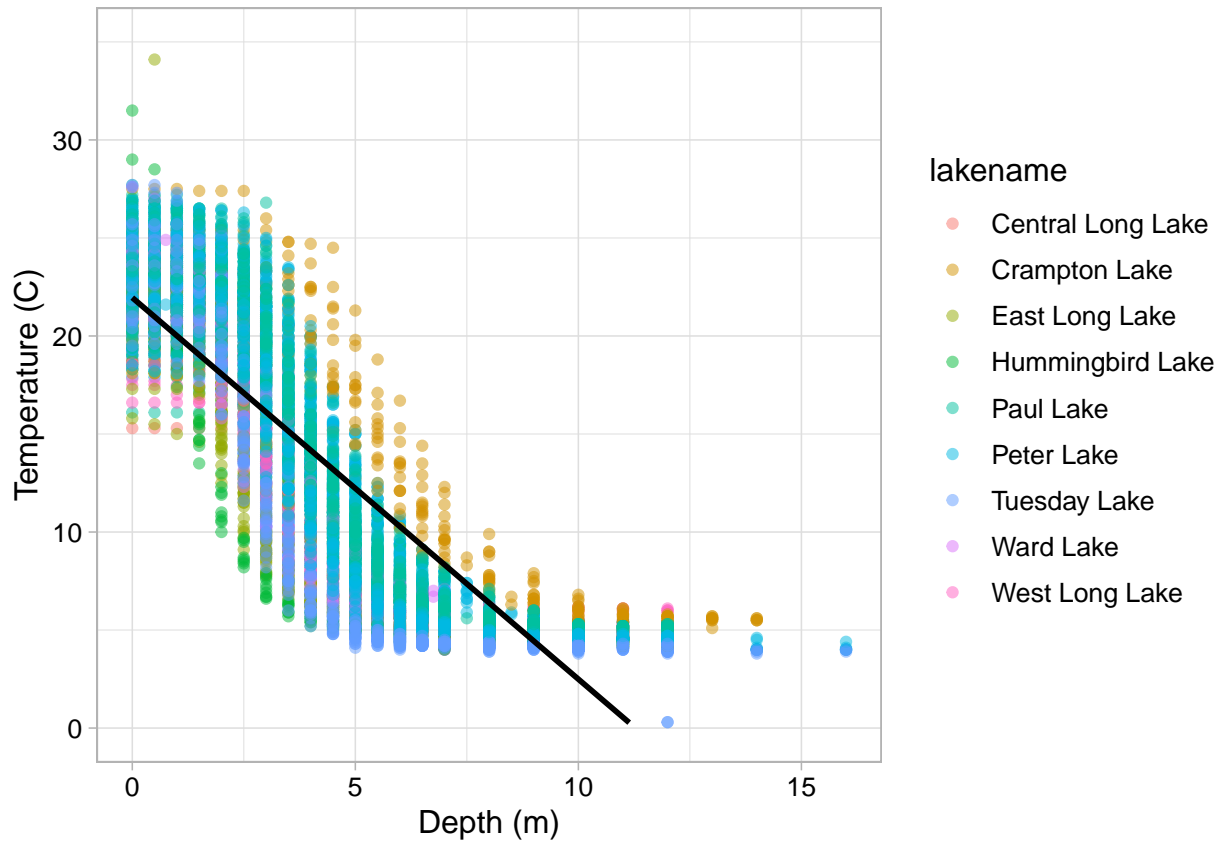 30
20
10
0
Temperature (C)
0 5 10 15
Depth (m)
lakename
Central Long Lake
Crampton Lake
East Long Lake
Hummingbird Lake
Paul Lake
Peter Lake
Tuesday Lake
Ward Lake
West Long Lake